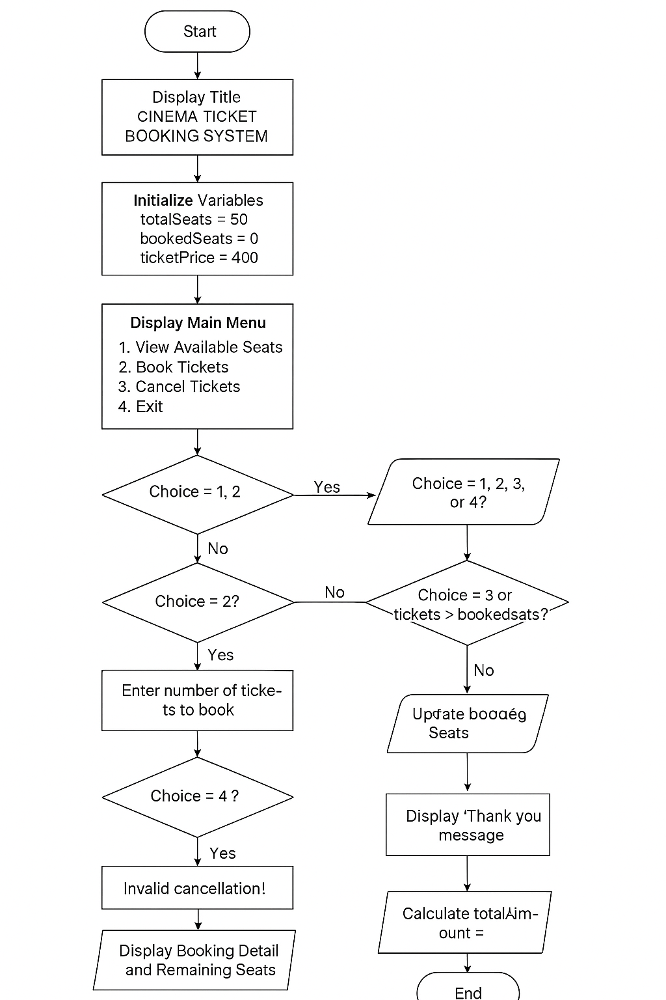 Start
Display Title
CINEMA TICKET
BOOKING SYSTEM
Initialize Variables
totalSeats = 50
bookedSeats = 0
ticketPrice = 400
Display Main Menu
1. View Available Seats
2. Book Tickets
3. Cancel Tickets
4. Exit
Choice = 1, 2
Yes
Choice = 1, 2, 3,
or 4?
No
Choice = 2?
No
Choice = 3 or
tickets > bookedsats?
Yes
No
Enter number of ticke-
ts to book
Seats
Choice = 4 ?
Display ‘Thank you
message
Yes
Invalid cancellation!
Calculate
ount =
Display Booking Detail
and Remaining Seats
End